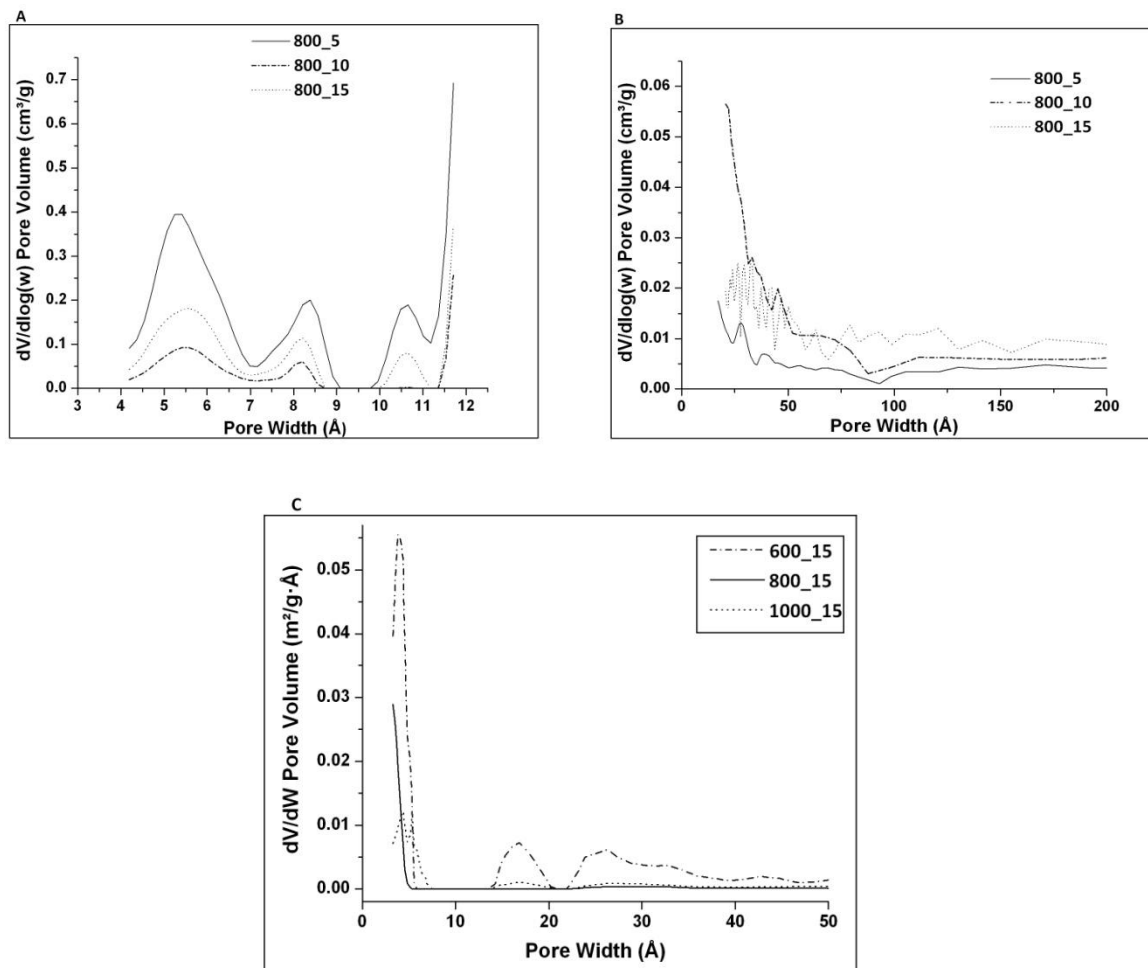 A
800_5
800_10
800_15
0.7
0.6
0.5
0.4
0.3
0.2
0.1
0.0
3 4 5 6 7 8 9 10 11 12
dV/dlog(w) Pore Volume (cm³/g)
Pore Width (Å)
B
800_5
800_10
800_15
0.06
0.05
0.04
0.03
0.02
0.01
0.00
0 50 100 150 200
dV/dlog(w) Pore Volume (cm³/g)
Pore Width (Å)
C
600_15
800_15
1000_15
0.05
0.04
0.03
0.02
0.01
0.00
0 10 20 30 40 50
dV/dW Pore Volume (m²/g·Å)
Pore Width (Å)